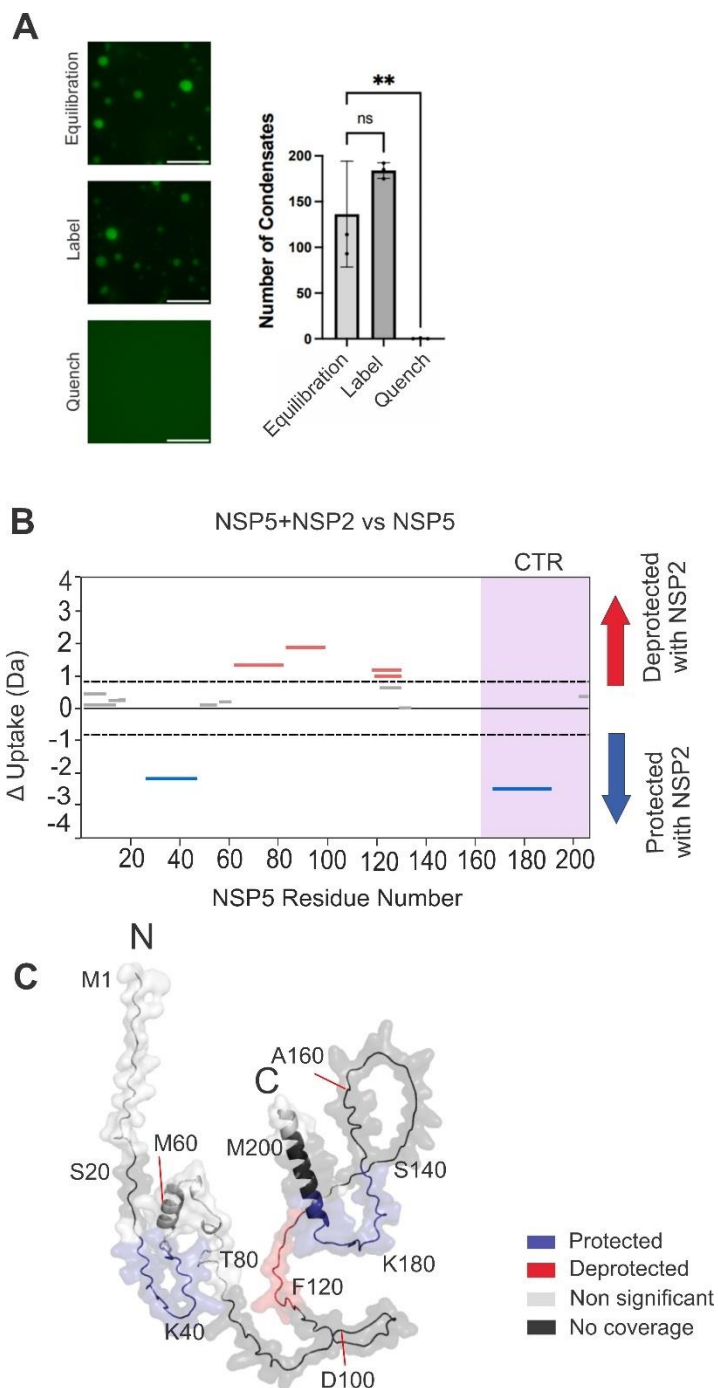 A
Equilibration
Label
Quench
**
ns
Number of Condensates
200
150
100
50
0
Equilibration
Label
Quench
B
NSP5+NSP2 vs NSP5
CTR
4
3
2
1
0
-1
-2
-3
-4
Δ Uptake (Da)
20 40 60 80 100 120 140 160 180 200
NSP5 Residue Number
Deprotected
with NSP2
Protected
with NSP2
C
N
M1
A160
C
M60
M200
S20
S140
T80
K180
F120
K40
D100
Protected
Deprotected
Non significant
No coverage